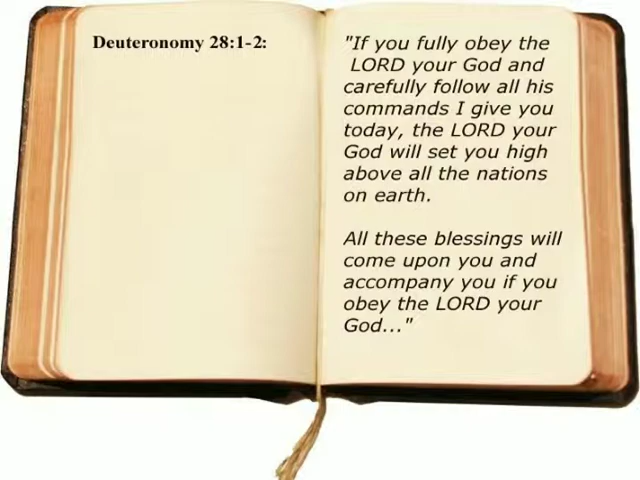 Deuteronomy 28:1-2:
"If you fully obey the
LORD your God and
carefully follow all his
commands I give you
today, the LORD your
God will set you high
above all the nations
on earth.
All these blessings will
come upon you and
accompany you if you
obey the LORD your
God..."